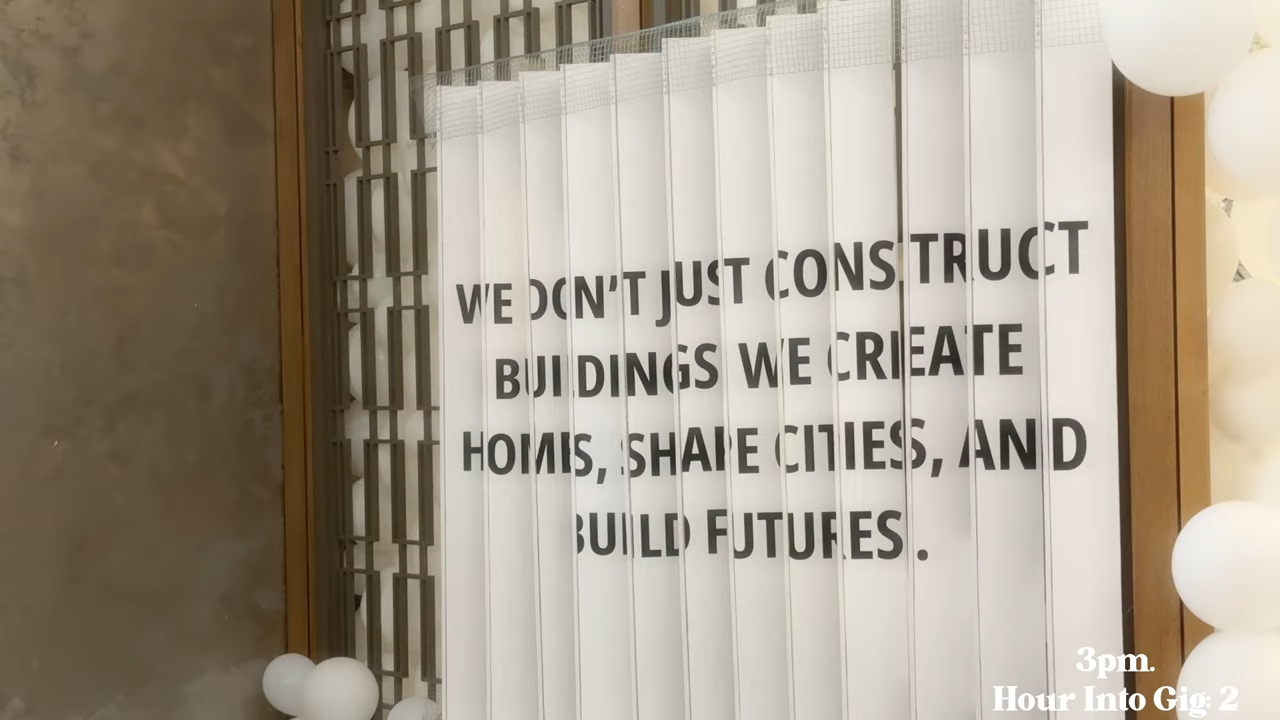 WE DON'T JUST CONSTRUCT
BUILDINGS WE CREATE
HOMES, SHAPE CITIES, AND
BUILD FUTURES.
3pm.
Hour Into Gig: 2